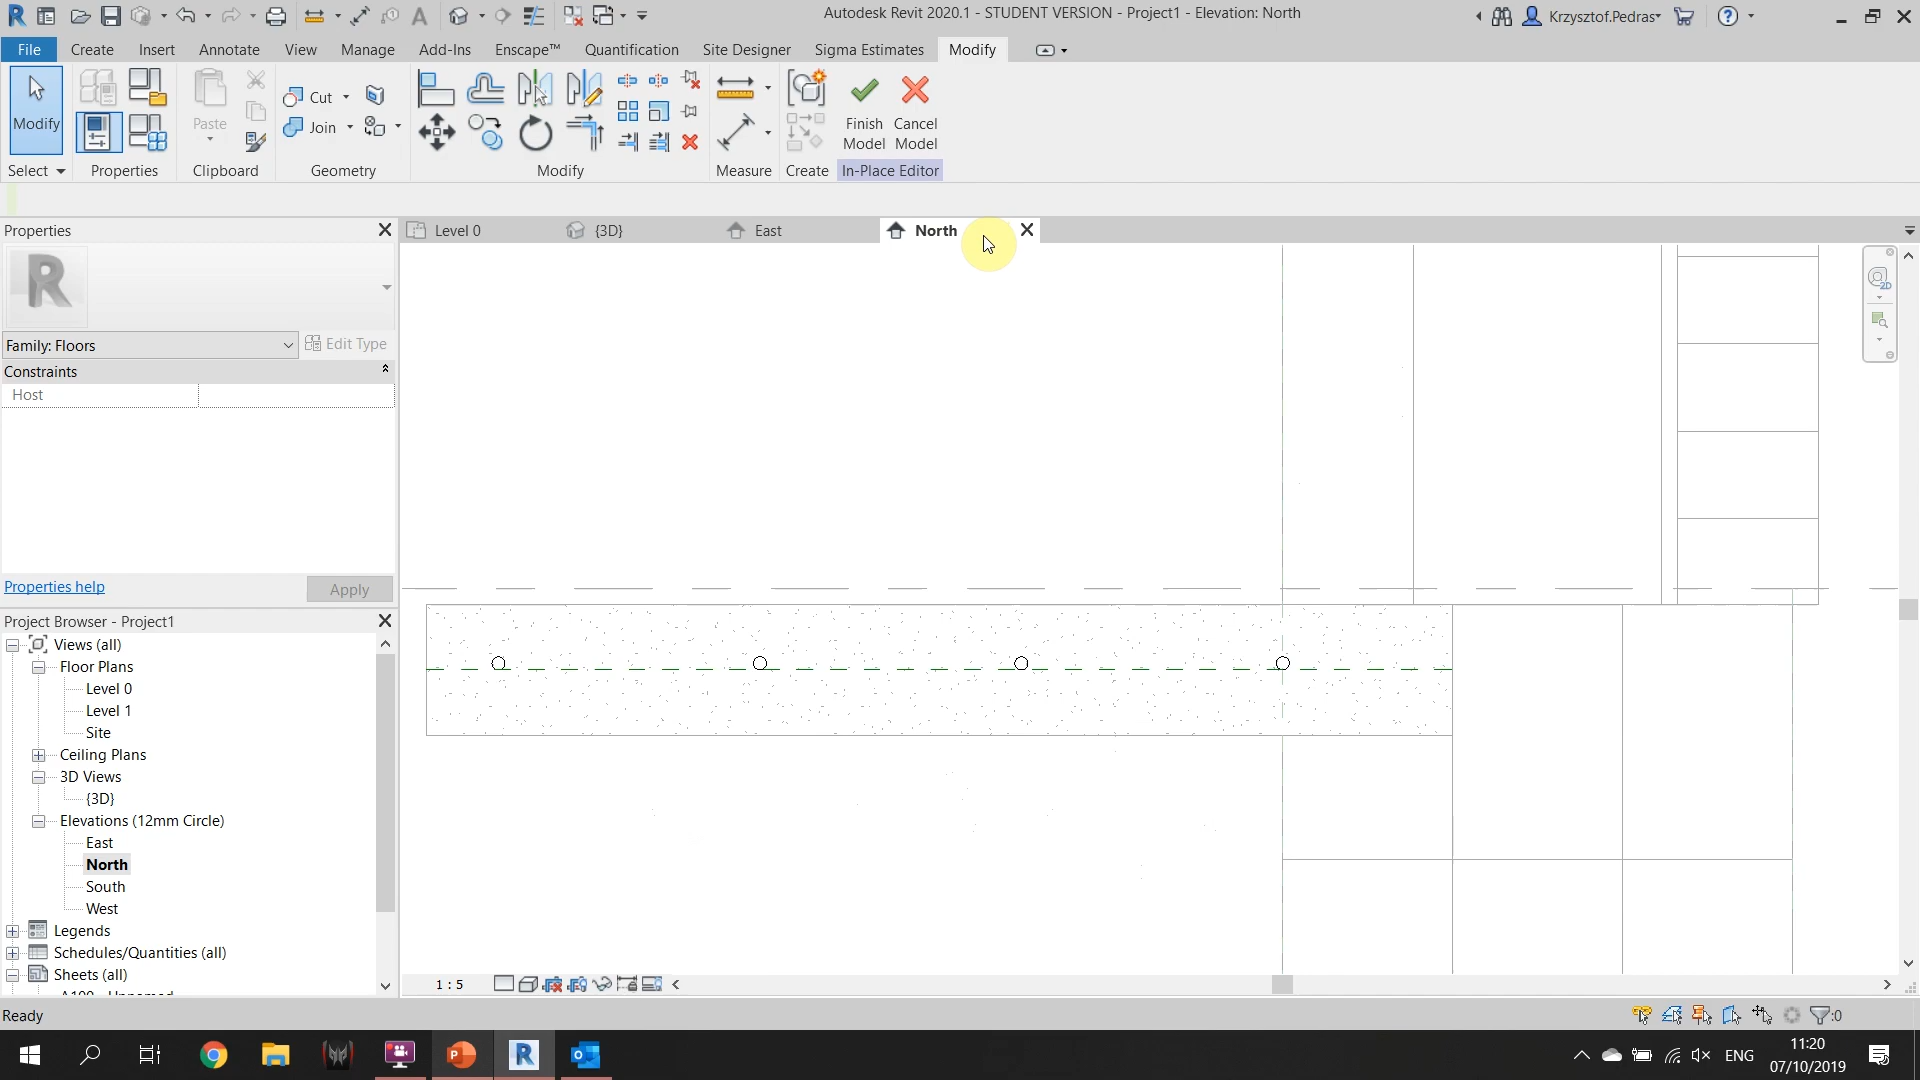 Autodesk Revit 2020.1 - STUDENT VERSION - Project1 - Elevation: North
Krzysztof.Pedras
File Create Insert Annotate View Manage Add-Ins Enscape™ Quantification Site Designer Sigma Estimates Modify
Modify
Paste
Cut
Join
Finish Model
Cancel Model
Select Properties Clipboard Geometry Modify Measure Create In-Place Editor
Properties
Level 0 {3D} East North
2D
R
Family: Floors
Edit Type
Constraints
Host
Properties help
Apply
Project Browser - Project1
Views (all)
Floor Plans
Level 0
Level 1
Site
Ceiling Plans
3D Views
{3D}
Elevations (12mm Circle)
East
North
South
West
Legends
Schedules/Quantities (all)
Sheets (all)
1 : 5
Ready
:0
ENG
11:20
07/10/2019